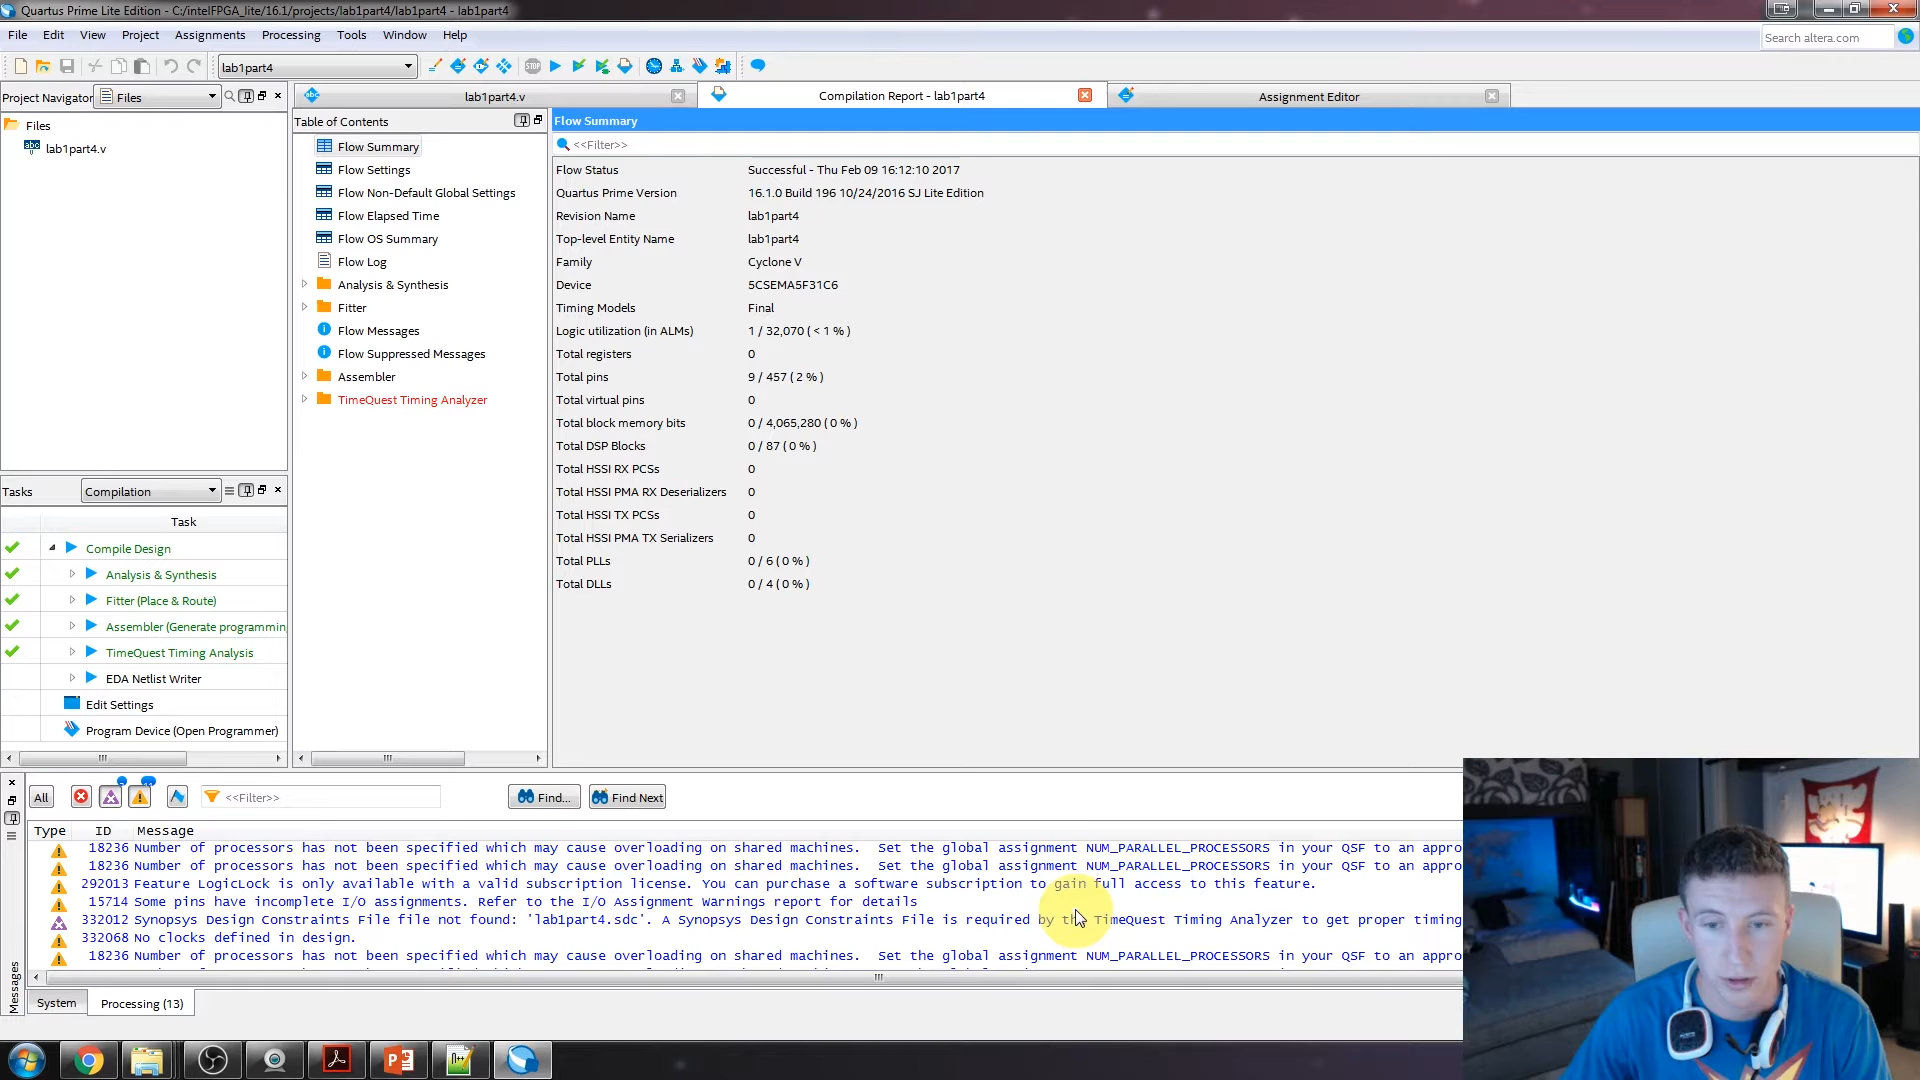 Quartus Prime Lite Edition - C:/intelFPGA_lite/16.1/projects/lab1part4/lab1part4 - lab1part4
File Edit View Project Assignments Processing Tools Window Help
Search altera.com
lab1part4
Project Navigator Files
lab1part4.v
Compilation Report - lab1part4
Assignment Editor
Files
lab1part4.v
Table of Contents
Flow Summary
Flow Settings
Flow Non-Default Global Settings
Flow Elapsed Time
Flow OS Summary
Flow Log
Analysis & Synthesis
Fitter
Flow Messages
Flow Suppressed Messages
Assembler
TimeQuest Timing Analyzer
Flow Summary
<<Filter>>
Flow Status Successful - Thu Feb 09 16:12:10 2017
Quartus Prime Version 16.1.0 Build 196 10/24/2016 SJ Lite Edition
Revision Name lab1part4
Top-level Entity Name lab1part4
Family Cyclone V
Device 5CSEMA5F31C6
Timing Models Final
Logic utilization (in ALMs) 1 / 32,070 ( < 1 % )
Total registers 0
Total pins 9 / 457 ( 2 % )
Total virtual pins 0
Total block memory bits 0 / 4,065,280 ( 0 % )
Total DSP Blocks 0 / 87 ( 0 % )
Total HSSI RX PCSs 0
Total HSSI PMA RX Deserializers 0
Total HSSI TX PCSs 0
Total HSSI PMA TX Serializers 0
Total PLLs 0 / 6 ( 0 % )
Total DLLs 0 / 4 ( 0 % )
Tasks Compilation
Task
Compile Design
Analysis & Synthesis
Fitter (Place & Route)
Assembler (Generate programmin
TimeQuest Timing Analysis
EDA Netlist Writer
Edit Settings
Program Device (Open Programmer)
All <<Filter>> Find... Find Next
Type ID Message
18236 Number of processors has not been specified which may cause overloading on shared machines. Set the global assignment NUM_PARALLEL_PROCESSORS in your QSF to an appro
18236 Number of processors has not been specified which may cause overloading on shared machines. Set the global assignment NUM_PARALLEL_PROCESSORS in your QSF to an appro
292013 Feature LogicLock is only available with a valid subscription license. You can purchase a software subscription to gain full access to this feature.
15714 Some pins have incomplete I/O assignments. Refer to the I/O Assignment Warnings report for details
332012 Synopsys Design Constraints File file not found: 'lab1part4.sdc'. A Synopsys Design Constraints File is required by the TimeQuest Timing Analyzer to get proper timing
332068 No clocks defined in design.
18236 Number of processors has not been specified which may cause overloading on shared machines. Set the global assignment NUM_PARALLEL_PROCESSORS in your QSF to an appro
Messages
System Processing (13)